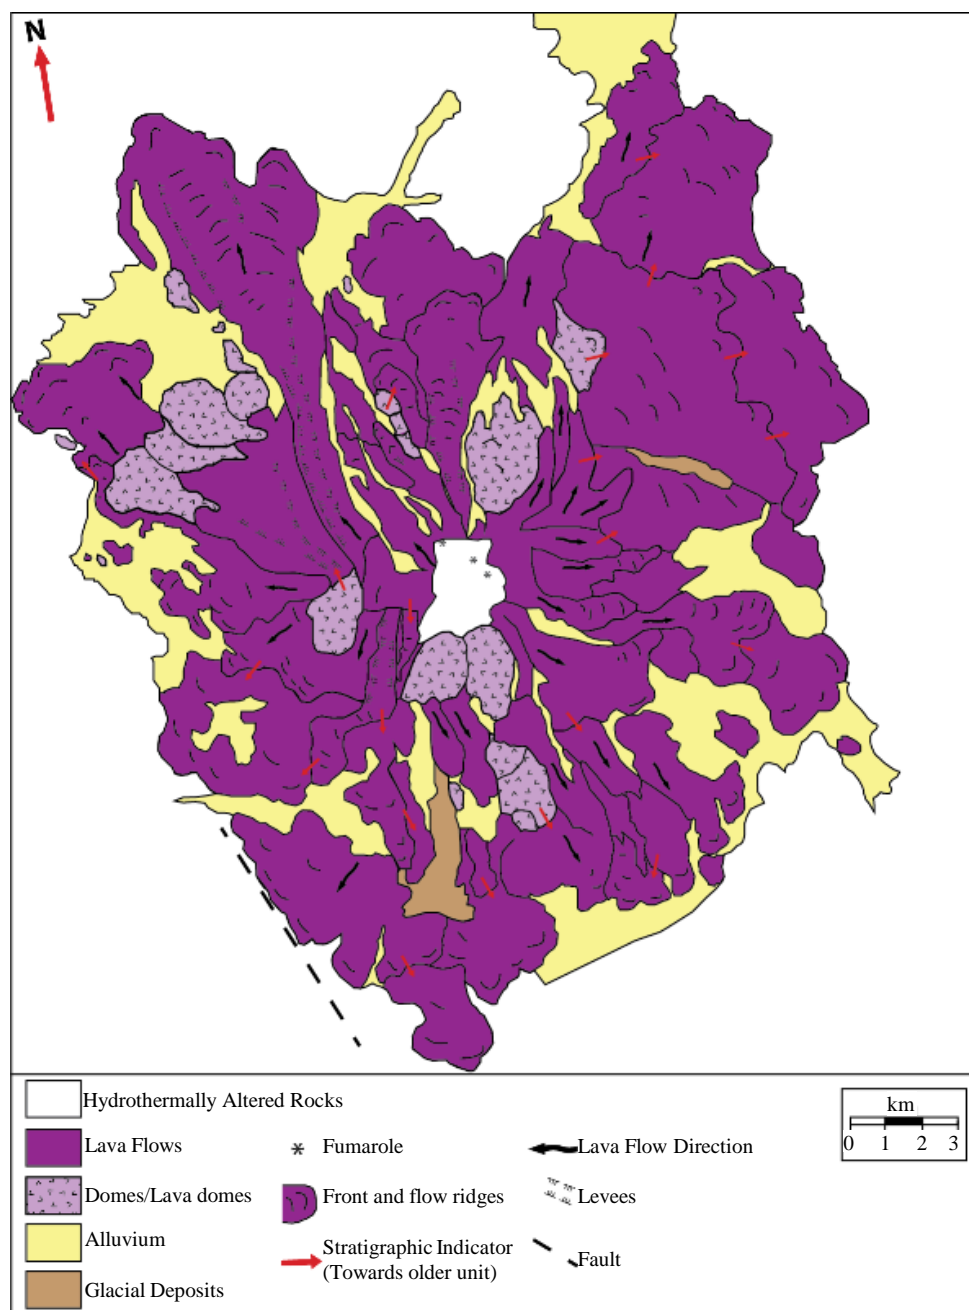 N
Hydrothermally Altered Rocks
Lava Flows
Domes/Lava domes
Alluvium
Glacial Deposits
Fumarole
Front and flow ridges
Stratigraphic Indicator
(Towards older unit)
Lava Flow Direction
Levees
Fault
km
0 1 2 3